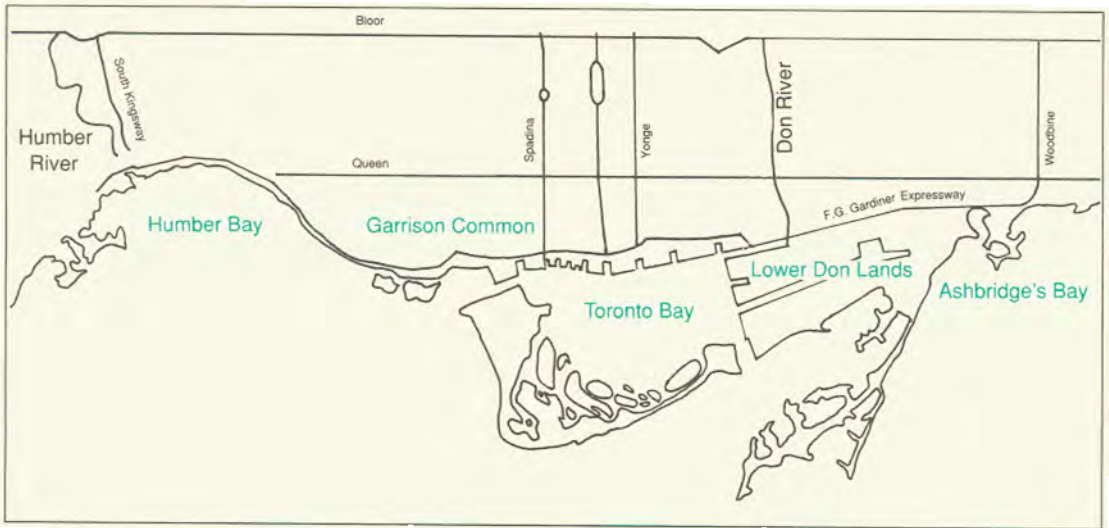 Bloor
South Kingsway
Humber
River
Spadina
Yonge
Don River
Woodbine
Queen
F.G. Gardiner Expressway
Humber Bay
Garrison Common
Lower Don Lands
Ashbridge's Bay
Toronto Bay